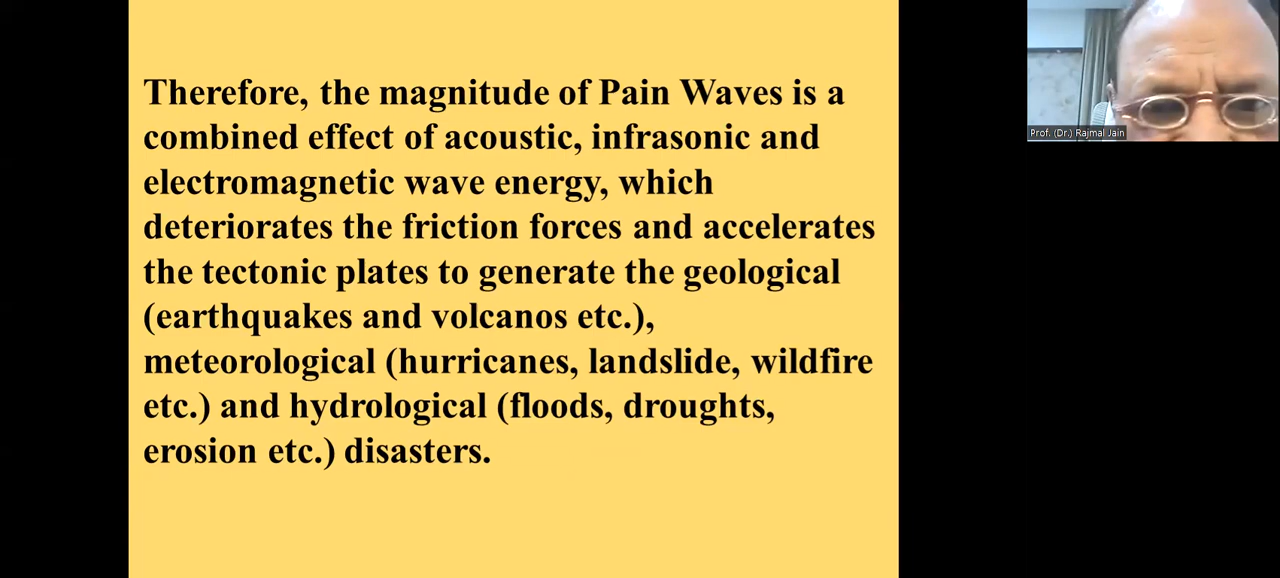 Therefore, the magnitude of Pain Waves is a
combined effect of acoustic, infrasonic and
electromagnetic wave energy, which
deteriorates the friction forces and accelerates
the tectonic plates to generate the geological
(earthquakes and volcanos etc.),
meteorological (hurricanes, landslide, wildfire
etc.) and hydrological (floods, droughts,
erosion etc.) disasters.
Prof. (Dr.) Rajmal Jain